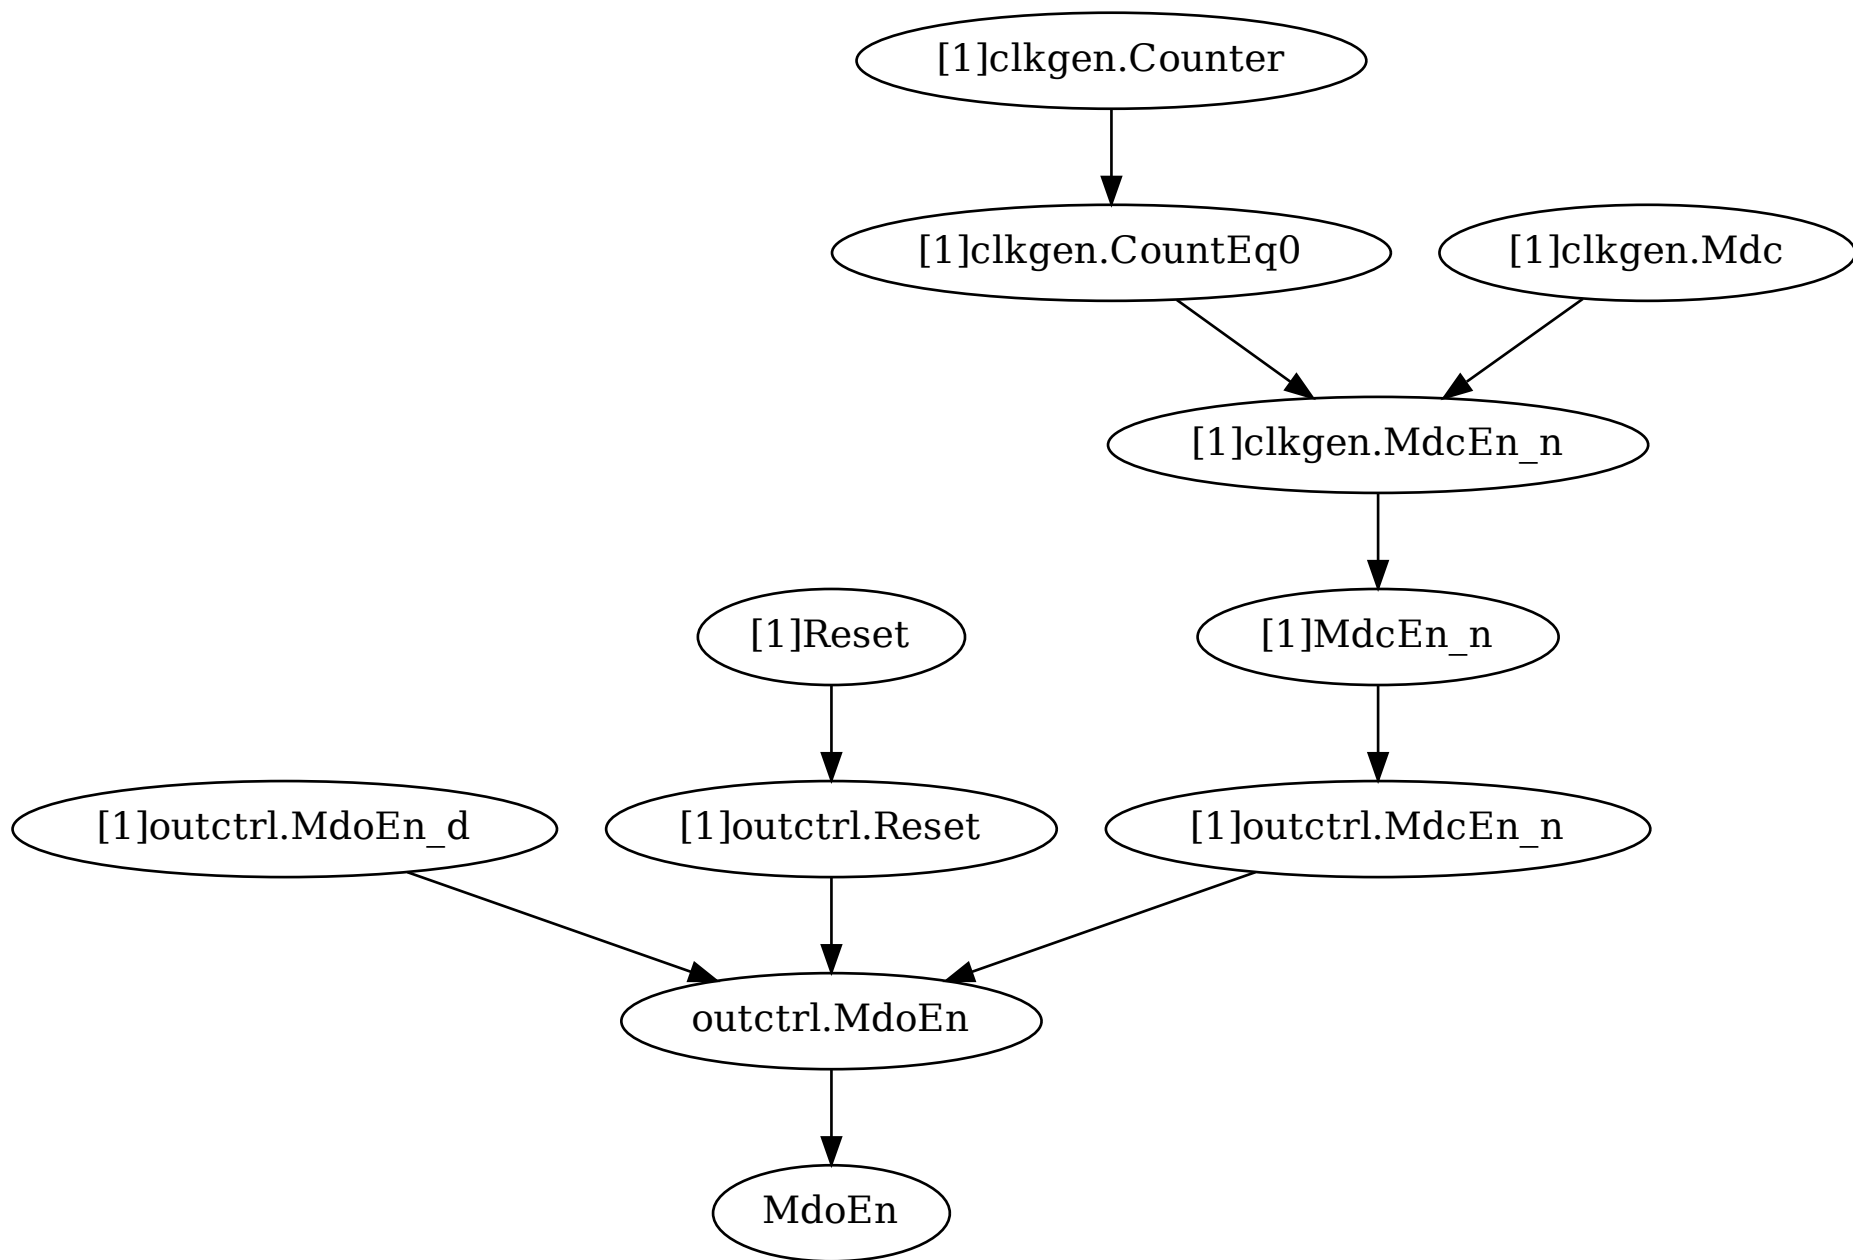 [1]clkgen.Counter
[1]clkgen.CountEq0
[1]clkgen.Mdc
[1]clkgen.MdcEn_n
[1]Reset
[1]MdcEn_n
[1]outctrl.MdoEn_d
[1]outctrl.Reset
[1]outctrl.MdcEn_n
outctrl.MdoEn
MdoEn